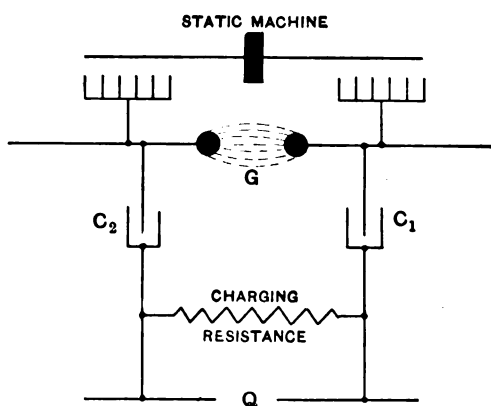 STATIC MACHINE
G
C₂
C₁
CHARGING
RESISTANCE
Q